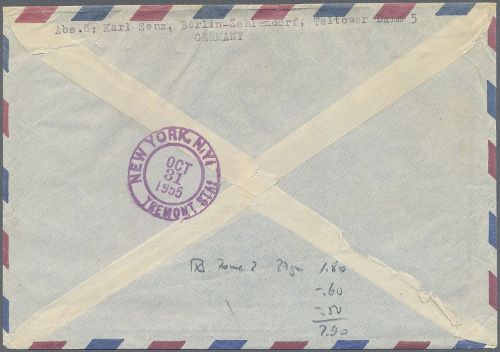 Abs.B: Karl Senz, Berlin-Zehlendorf, Teltower Damm 5
GERMANY
NEW YORK, N.Y.
OCT
31
1955
TREMONT STA.
2 1.80
-.60
-.50
2.90